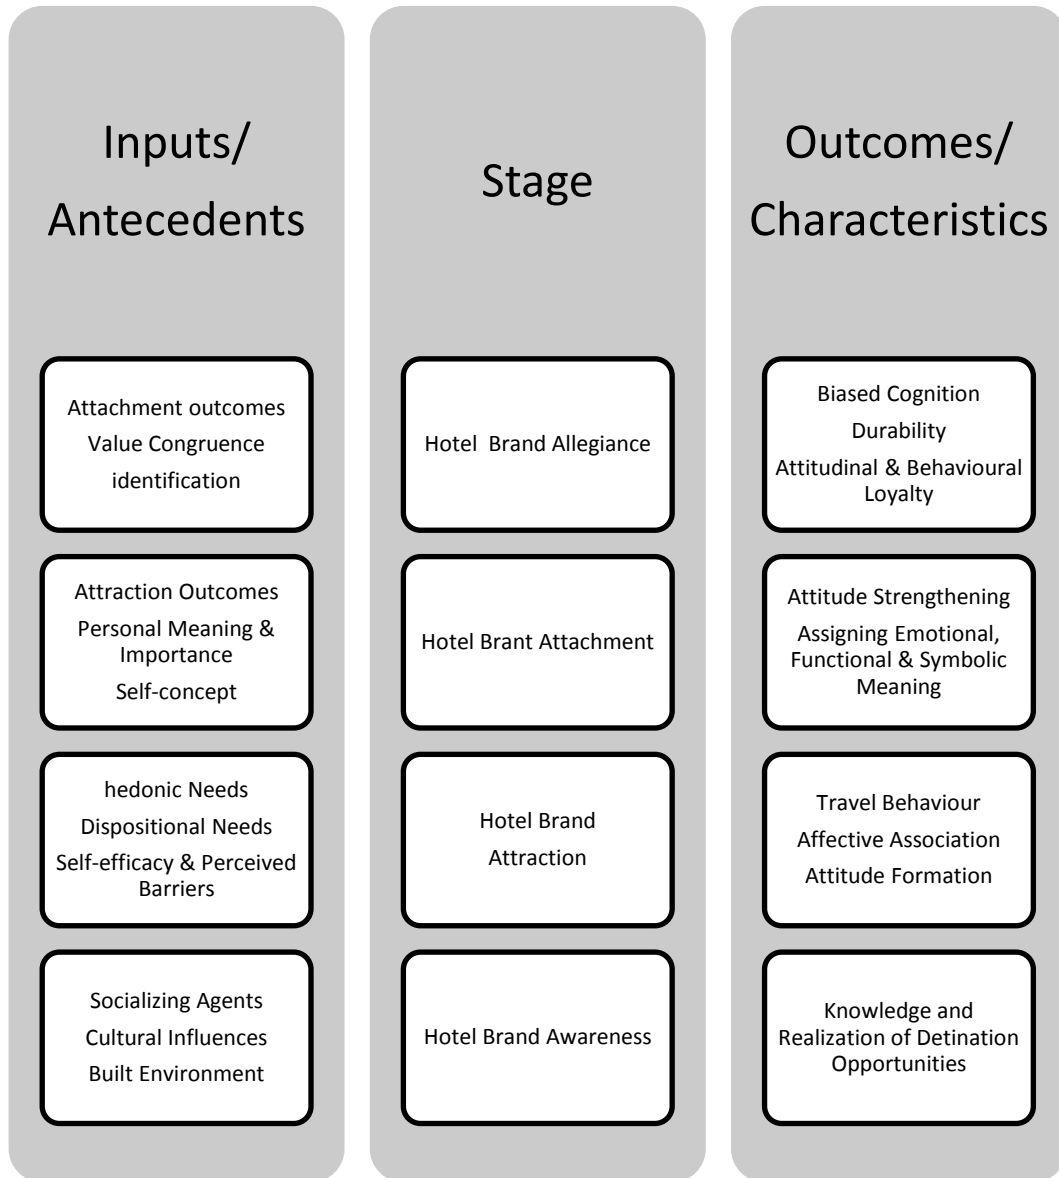 Inputs/
Antecedents
Attachment outcomes
Value Congruence
identification
Attraction Outcomes
Personal Meaning &
Importance
Self-concept
hedonic Needs
Dispositional Needs
Self-efficacy & Perceived
Barriers
Socializing Agents
Cultural Influences
Built Environment
Stage
Hotel Brand Allegiance
Hotel Brant Attachment
Hotel Brand
Attraction
Hotel Brand Awareness
Outcomes/
Characteristics
Biased Cognition
Durability
Attitudinal & Behavioural
Loyalty
Attitude Strengthening
Assigning Emotional,
Functional & Symbolic
Meaning
Travel Behaviour
Affective Association
Attitude Formation
Knowledge and
Realization of Detination
Opportunities